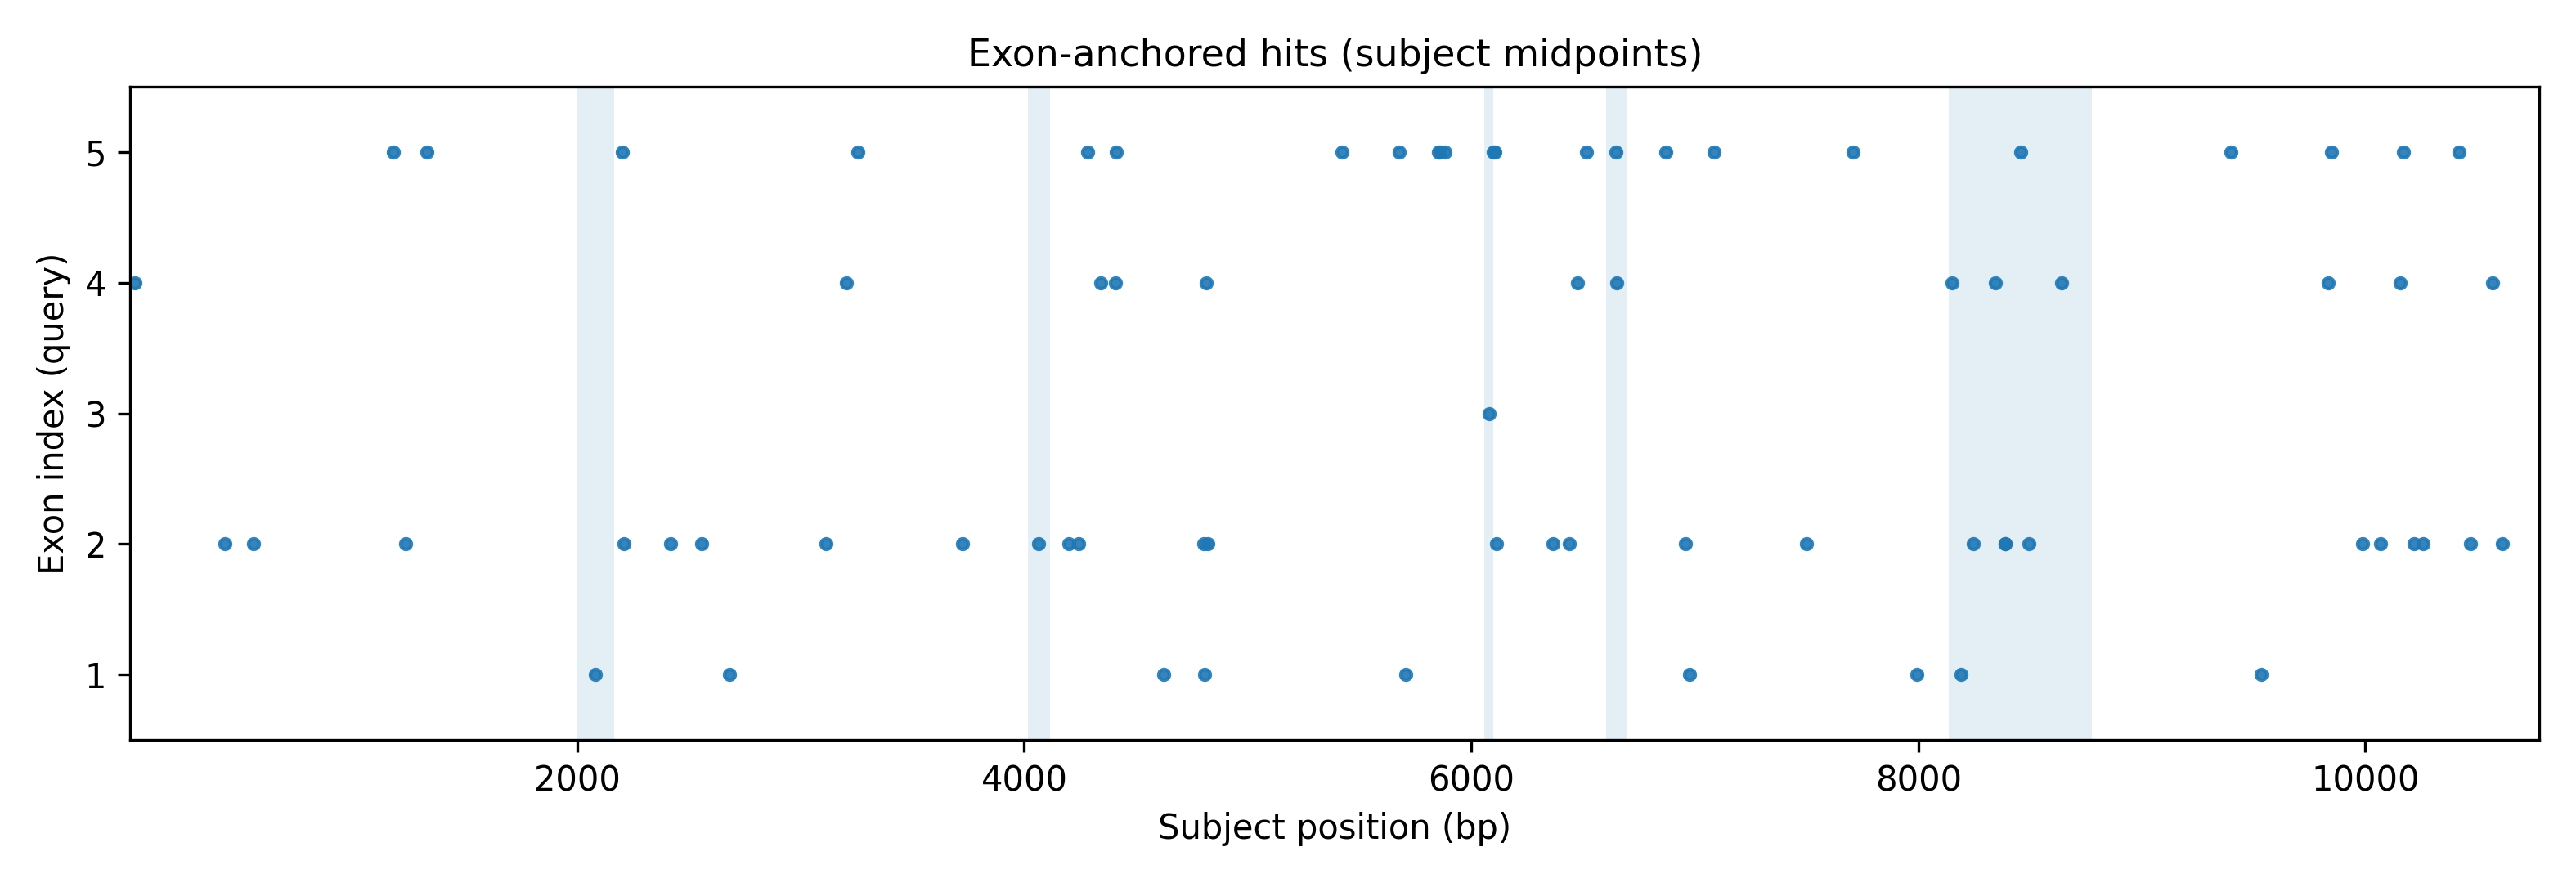 Exon-anchored hits (subject midpoints)
Exon index (query)
5
4
3
2
1
2000 4000 6000 8000 10000
Subject position (bp)